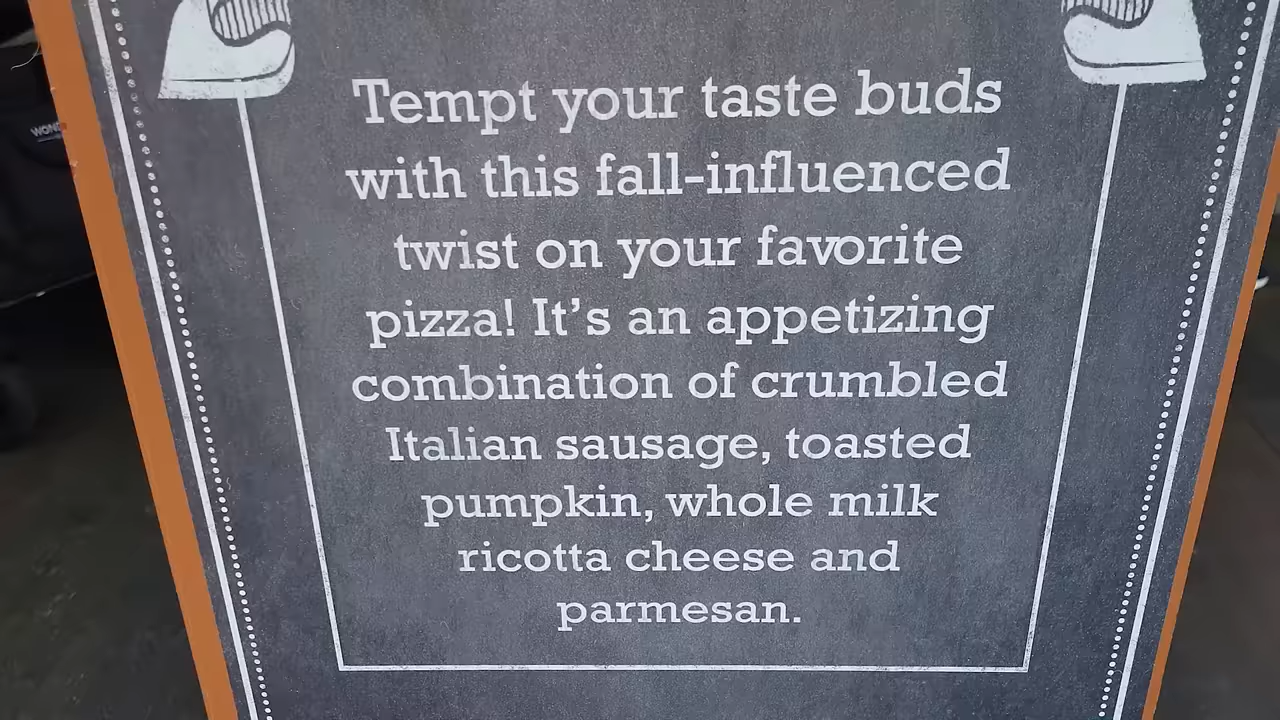 Tempt your taste buds
with this fall-influenced
twist on your favorite
pizza! It's an appetizing
combination of crumbled
Italian sausage, toasted
pumpkin, whole milk
ricotta cheese and
parmesan.